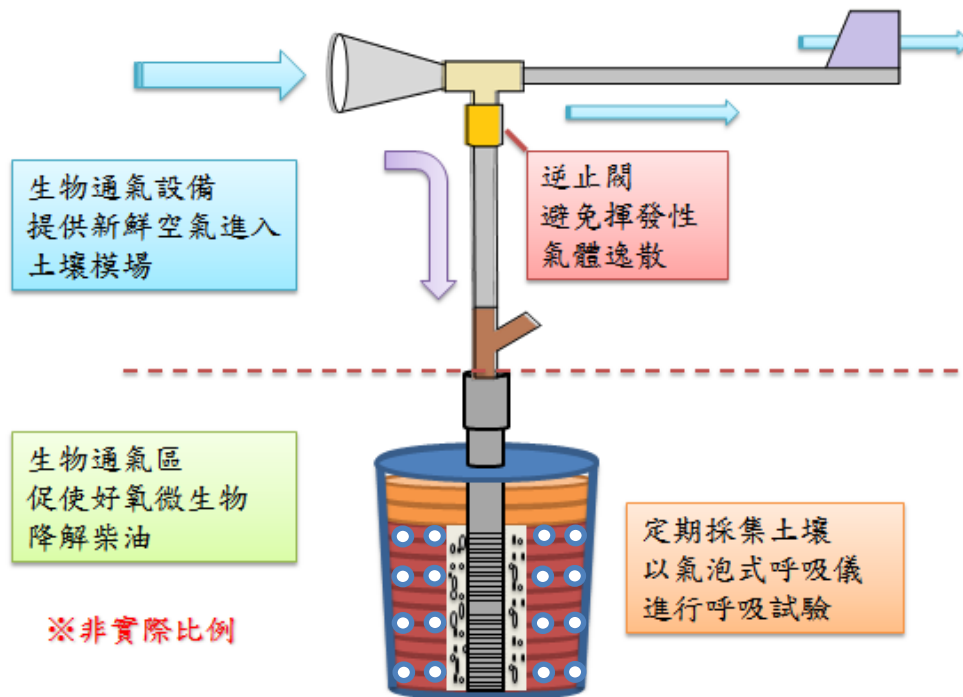 生物通氣設備
提供新鮮空氣進入
土壤模場
逆止閥
避免揮發性
氣體逸散
生物通氣區
促使好氧微生物
降解柴油
定期採集土壤
以氣泡式呼吸儀
進行呼吸試驗
※非實際比例